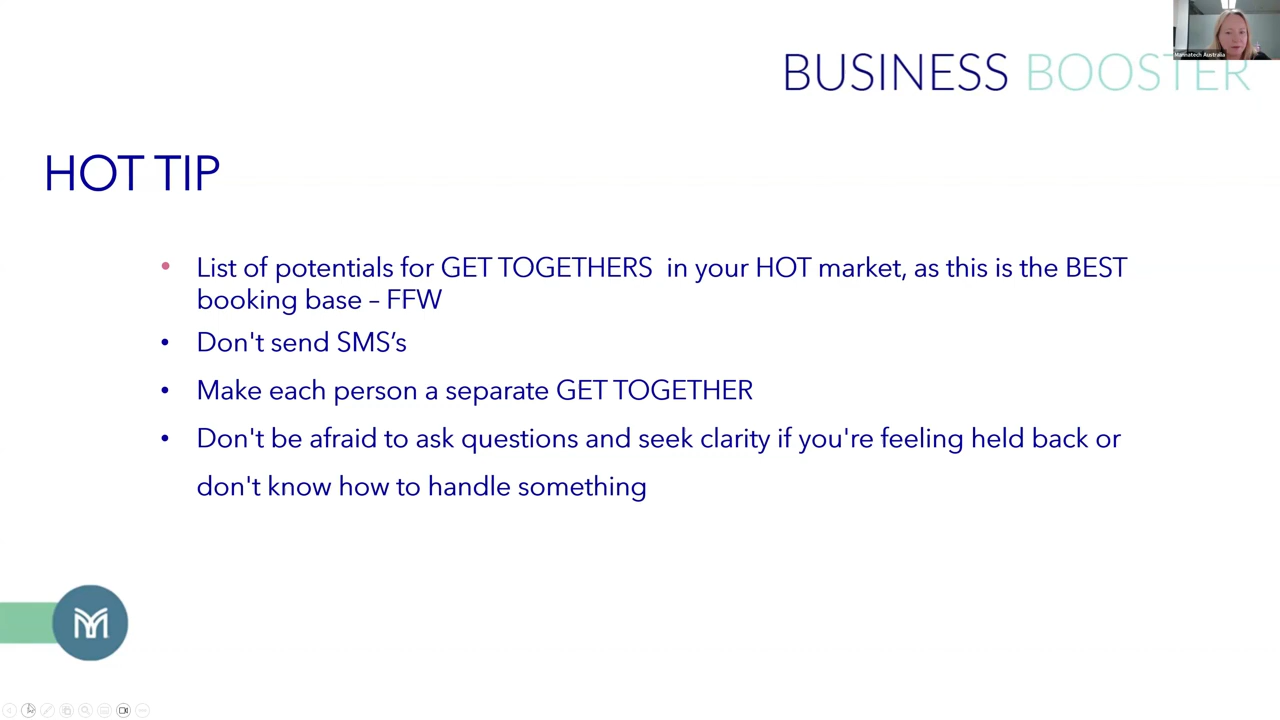 Mannatech Australia
BUSINESS BOOSTER
HOT TIP
• List of potentials for GET TOGETHERS in your HOT market, as this is the BEST
booking base – FFW
• Don't send SMS’s
• Make each person a separate GET TOGETHER
• Don't be afraid to ask questions and seek clarity if you're feeling held back or
don't know how to handle something